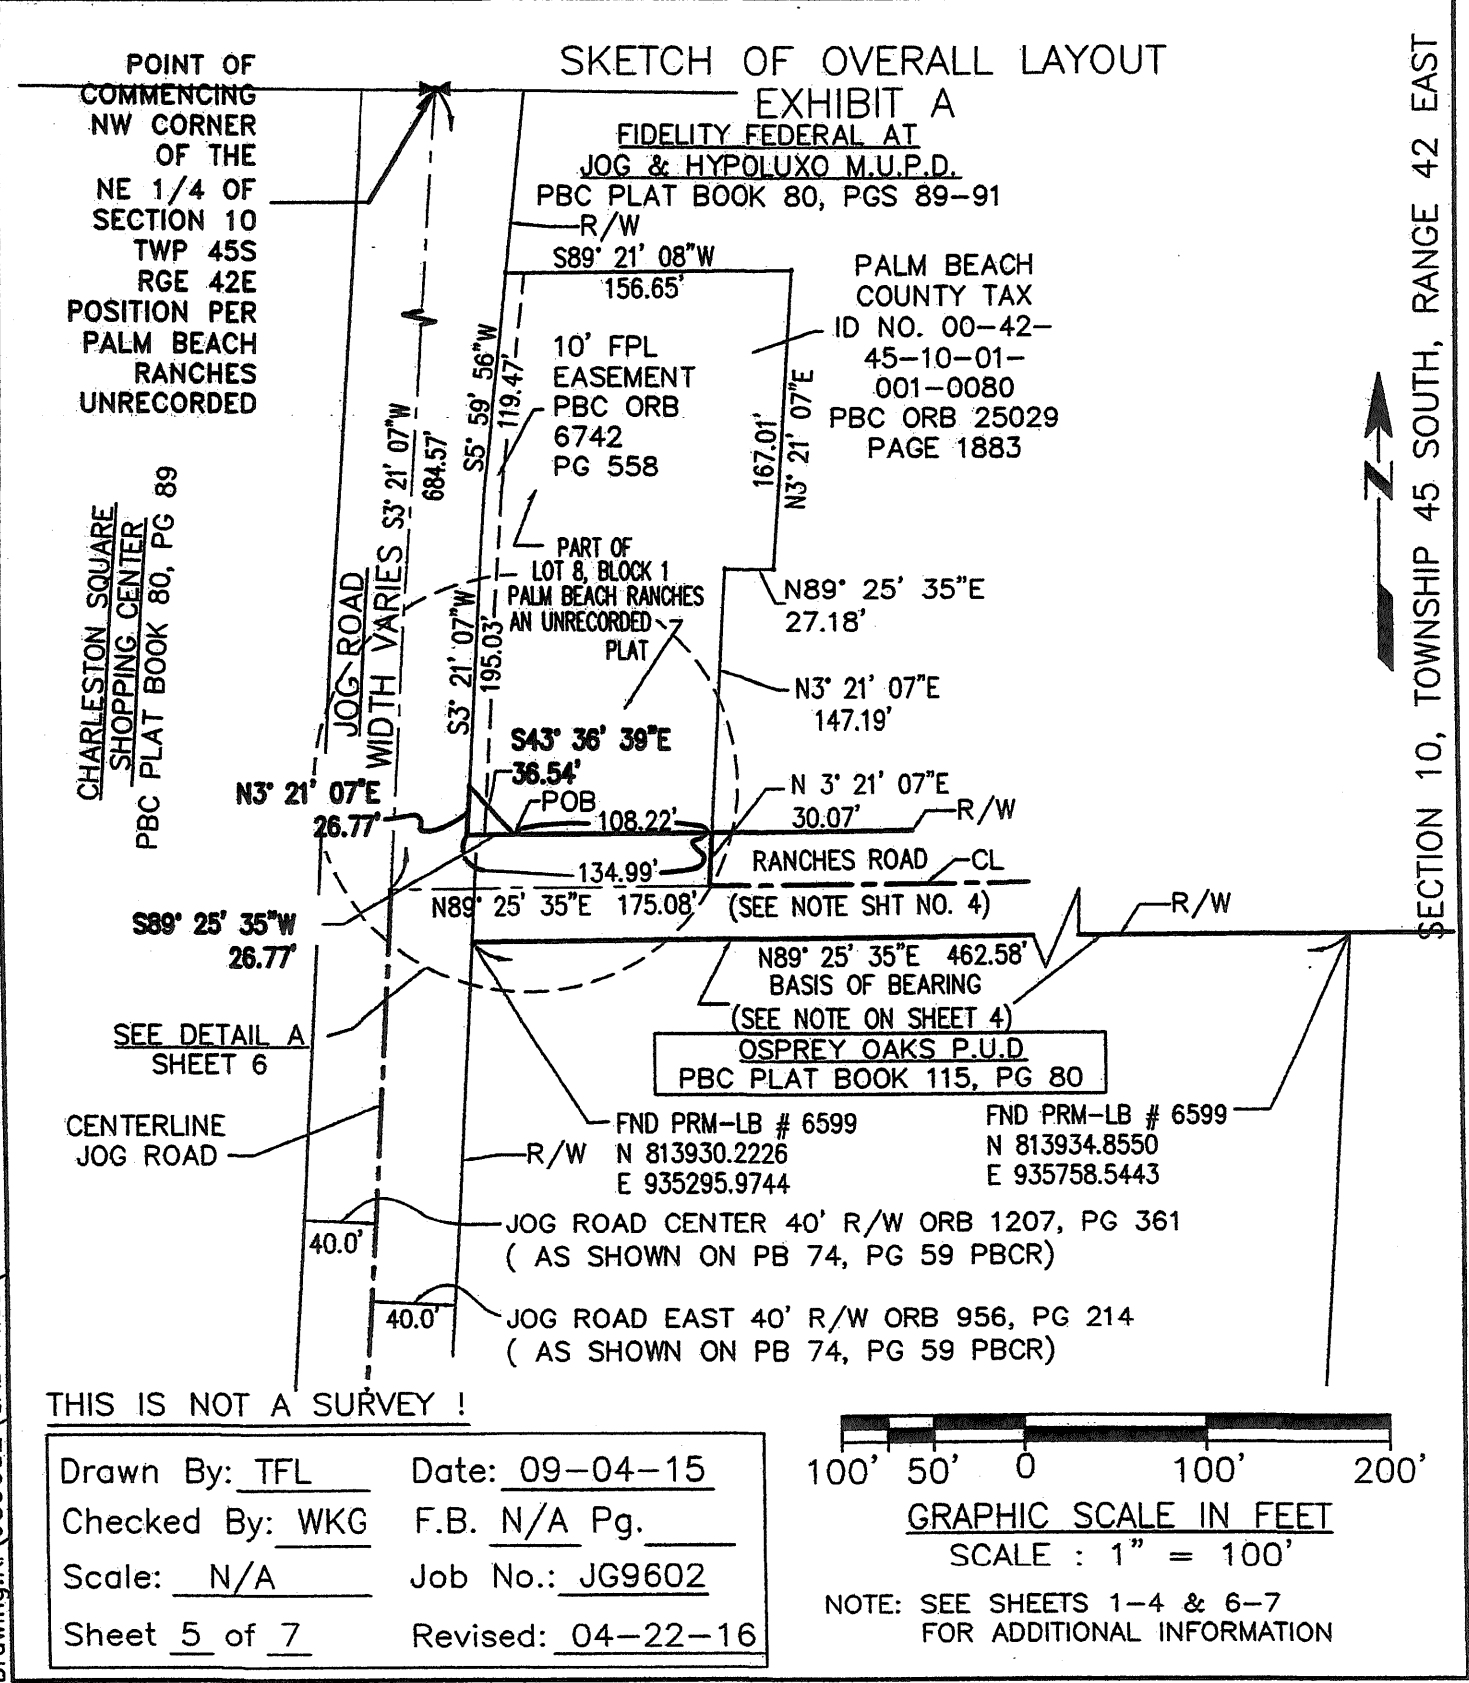 SKETCH OF OVERALL LAYOUT
EXHIBIT A
POINT OF
COMMENCING
NW CORNER
OF THE
NE 1/4 OF
SECTION 10
TWP 45S
RGE 42E
POSITION PER
PALM BEACH
RANCHES
UNRECORDED
FIDELITY FEDERAL AT
JOG & HYPOLUXO M.U.P.D.
PBC PLAT BOOK 80, PGS 89-91
R/W
S89° 21' 08"W
156.65'
PALM BEACH
COUNTY TAX
ID NO. 00-42-
45-10-01-
001-0080
PBC ORB 25029
PAGE 1883
10' FPL
EASEMENT
PBC ORB
6742
PG 558
S5° 59' 56"W
119.47'
167.01'
N3° 21' 07"E
S3° 21' 07"W
684.57'
CHARLESTON SQUARE
SHOPPING CENTER
PBC PLAT BOOK 80, PG 89
JOG ROAD
WIDTH VARIES
PART OF
LOT 8, BLOCK 1
PALM BEACH RANCHES
AN UNRECORDED
PLAT
N89° 25' 35"E
27.18'
S3° 21' 07"W
195.03'
N3° 21' 07"E
147.19'
S43° 36' 39"E
36.54'
N3° 21' 07"E
26.77'
POB
108.22'
N 3° 21' 07"E
30.07'
R/W
134.99'
RANCHES ROAD
CL
N89° 25' 35"E 175.08'
(SEE NOTE SHT NO. 4)
S89° 25' 35"W
26.77'
R/W
N89° 25' 35"E 462.58'
BASIS OF BEARING
(SEE NOTE ON SHEET 4)
OSPREY OAKS P.U.D
PBC PLAT BOOK 115, PG 80
SEE DETAIL A
SHEET 6
CENTERLINE
JOG ROAD
R/W
FND PRM-LB # 6599
N 813930.2226
E 935295.9744
FND PRM-LB # 6599
N 813934.8550
E 935758.5443
40.0'
JOG ROAD CENTER 40' R/W ORB 1207, PG 361
( AS SHOWN ON PB 74, PG 59 PBCR)
40.0'
JOG ROAD EAST 40' R/W ORB 956, PG 214
( AS SHOWN ON PB 74, PG 59 PBCR)
N
SECTION 10, TOWNSHIP 45 SOUTH, RANGE 42 EAST
THIS IS NOT A SURVEY !
Drawn By: TFL Date: 09-04-15
Checked By: WKG F.B. N/A Pg.
Scale: N/A Job No.: JG9602
Sheet 5 of 7 Revised: 04-22-16
100' 50' 0 100' 200'
GRAPHIC SCALE IN FEET
SCALE : 1" = 100'
NOTE: SEE SHEETS 1-4 & 6-7
FOR ADDITIONAL INFORMATION